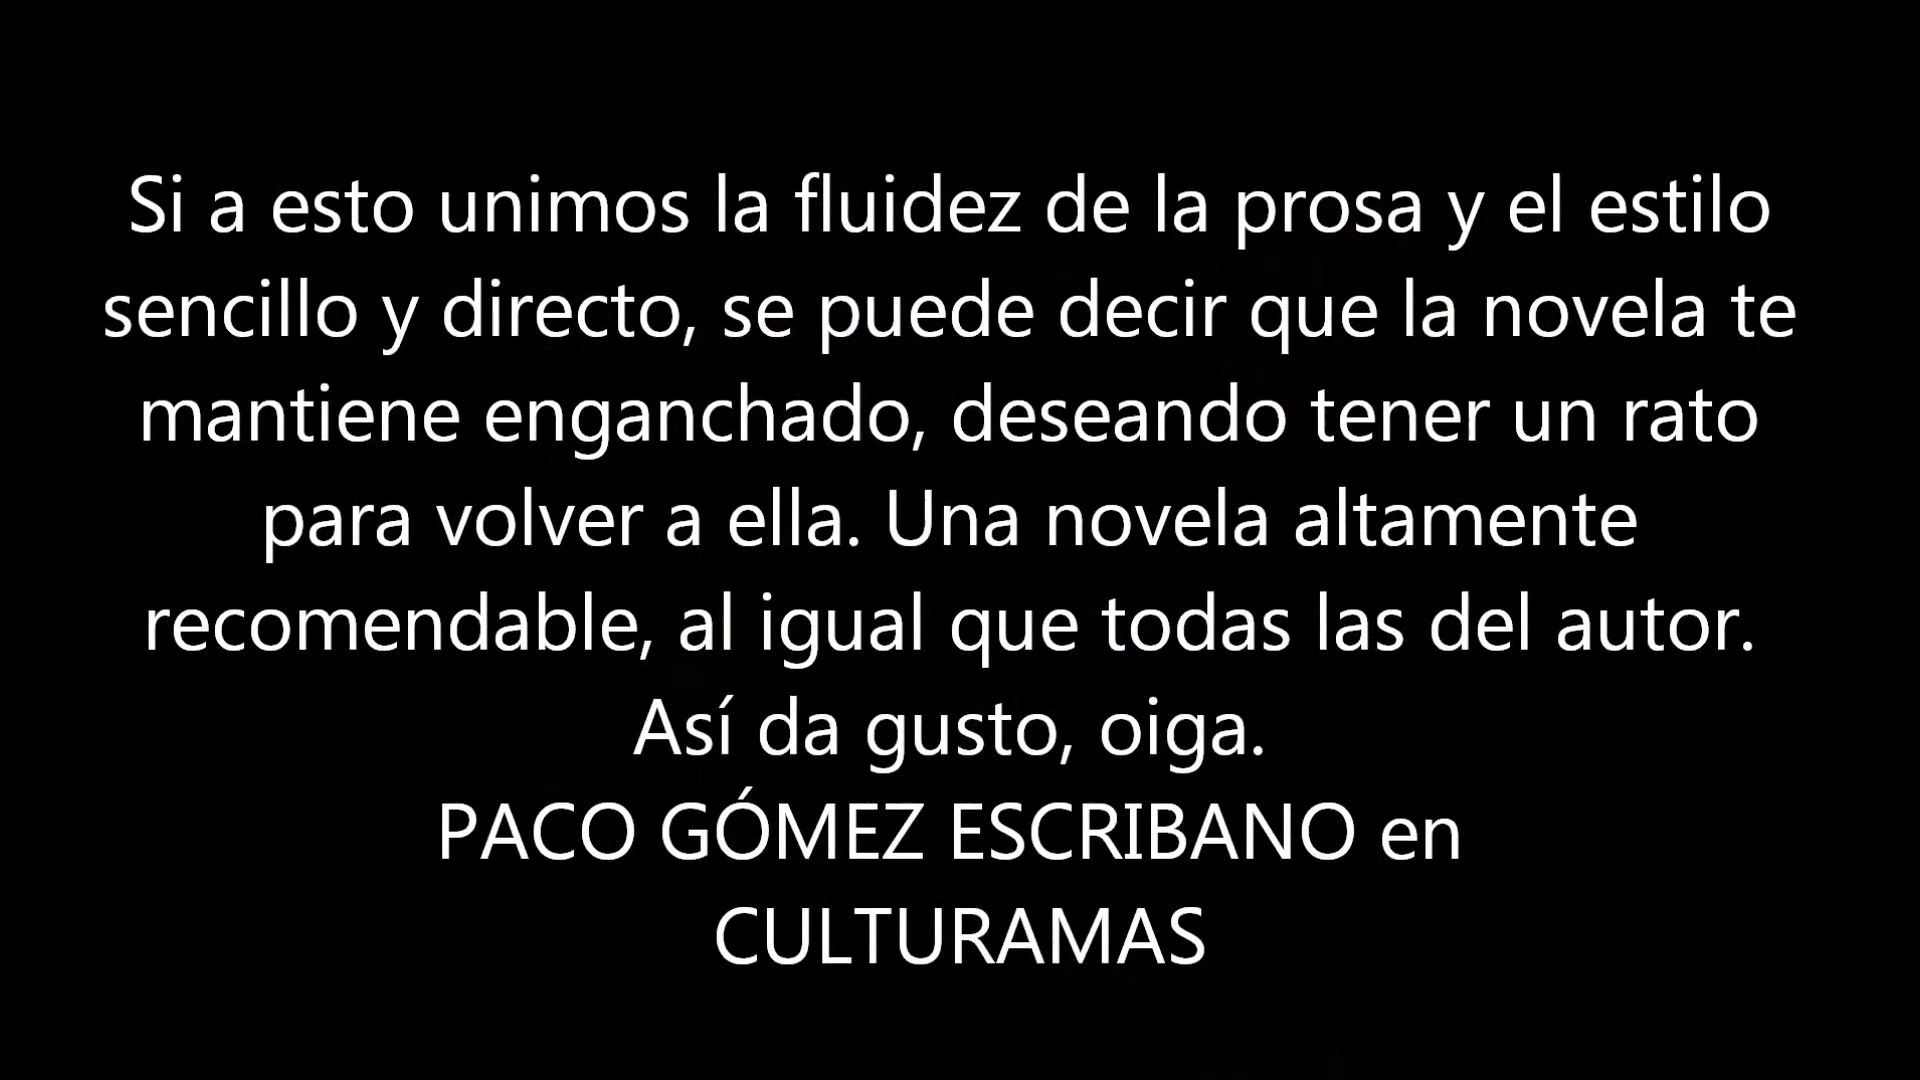 Si a esto unimos la fluidez de la prosa y el estilo
sencillo y directo, se puede decir que la novela te
mantiene enganchado, deseando tener un rato
para volver a ella. Una novela altamente
recomendable, al igual que todas las del autor.
Así da gusto, oiga.
PACO GÓMEZ ESCRIBANO en
CULTURAMAS